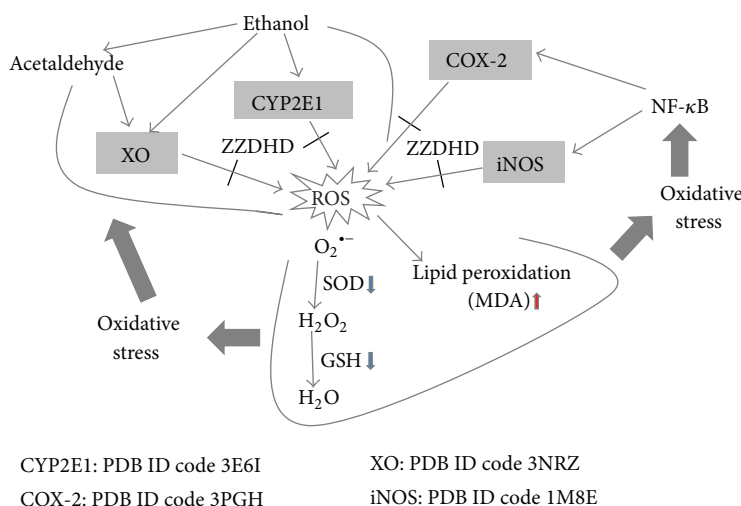 Ethanol
Acetaldehyde
COX-2
CYP2E1
NF-κB
XO
ZZDHD
ZZDHD
iNOS
ROS
Oxidative
stress
O₂•−
Lipid peroxidation
(MDA)
SOD
H₂O₂
Oxidative
stress
GSH
H₂O
CYP2E1: PDB ID code 3E6I
XO: PDB ID code 3NRZ
COX-2: PDB ID code 3PGH
iNOS: PDB ID code 1M8E